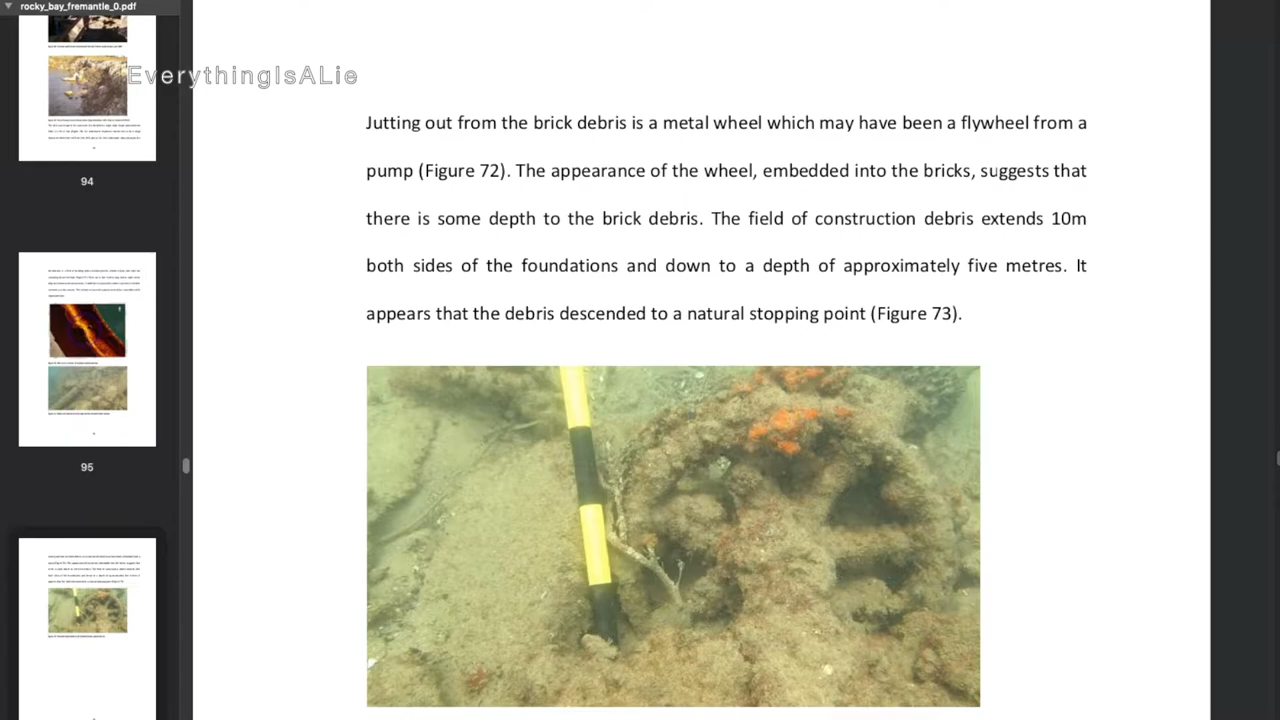 rocky_bay_fremantle_0.pdf
EverythingIsALie
94
95
Jutting out from the brick debris is a metal wheel that may have been a flywheel from a
pump (Figure 72). The appearance of the wheel, embedded into the bricks, suggests that
there is some depth to the brick debris. The field of construction debris extends 10m
both sides of the foundations and down to a depth of approximately five metres. It
appears that the debris descended to a natural stopping point (Figure 73).